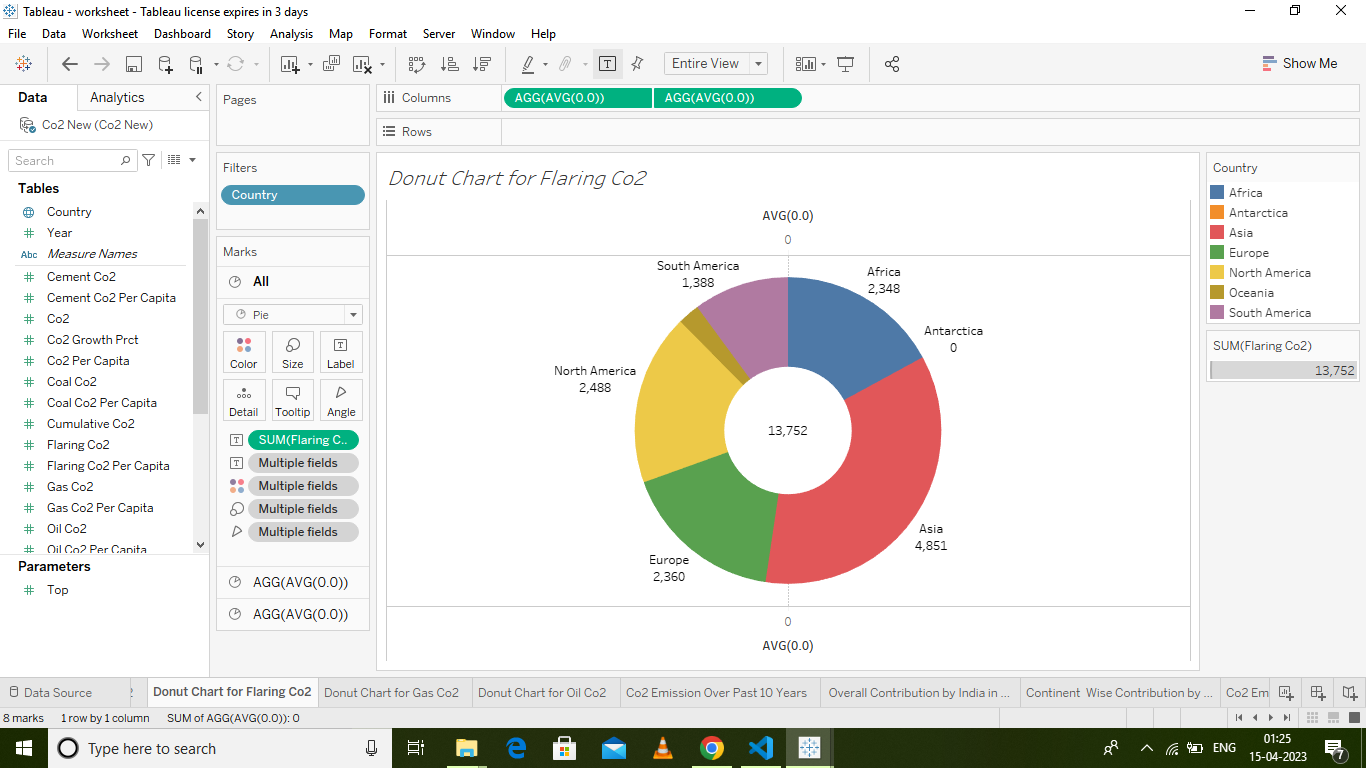 Tableau - worksheet - Tableau license expires in 3 days
File Data Worksheet Dashboard Story Analysis Map Format Server Window Help
Entire View
Show Me
Data Analytics
Co2 New (Co2 New)
Search
Tables
Country
Year
Abc Measure Names
Cement Co2
Cement Co2 Per Capita
Co2
Co2 Growth Prct
Co2 Per Capita
Coal Co2
Coal Co2 Per Capita
Cumulative Co2
Flaring Co2
Flaring Co2 Per Capita
Gas Co2
Gas Co2 Per Capita
Oil Co2
Oil Co2 Per Capita
Parameters
Top
Pages
Filters
Country
Marks
All
Pie
Color Size Label
Detail Tooltip Angle
SUM(Flaring C..
Multiple fields
Multiple fields
Multiple fields
Multiple fields
AGG(AVG(0.0))
AGG(AVG(0.0))
Columns AGG(AVG(0.0)) AGG(AVG(0.0))
Rows
Donut Chart for Flaring Co2
AVG(0.0)
0
South America
1,388
Africa
2,348
Antarctica
0
North America
2,488
13,752
Asia
4,851
Europe
2,360
0
AVG(0.0)
Country
Africa
Antarctica
Asia
Europe
North America
Oceania
South America
SUM(Flaring Co2)
13,752
Data Source 2 Donut Chart for Flaring Co2 Donut Chart for Gas Co2 Donut Chart for Oil Co2 Co2 Emission Over Past 10 Years Overall Contribution by India in ... Continent Wise Contribution by ... Co2 Em
8 marks 1 row by 1 column SUM of AGG(AVG(0.0)): 0
Type here to search
ENG
01:25
15-04-2023
7